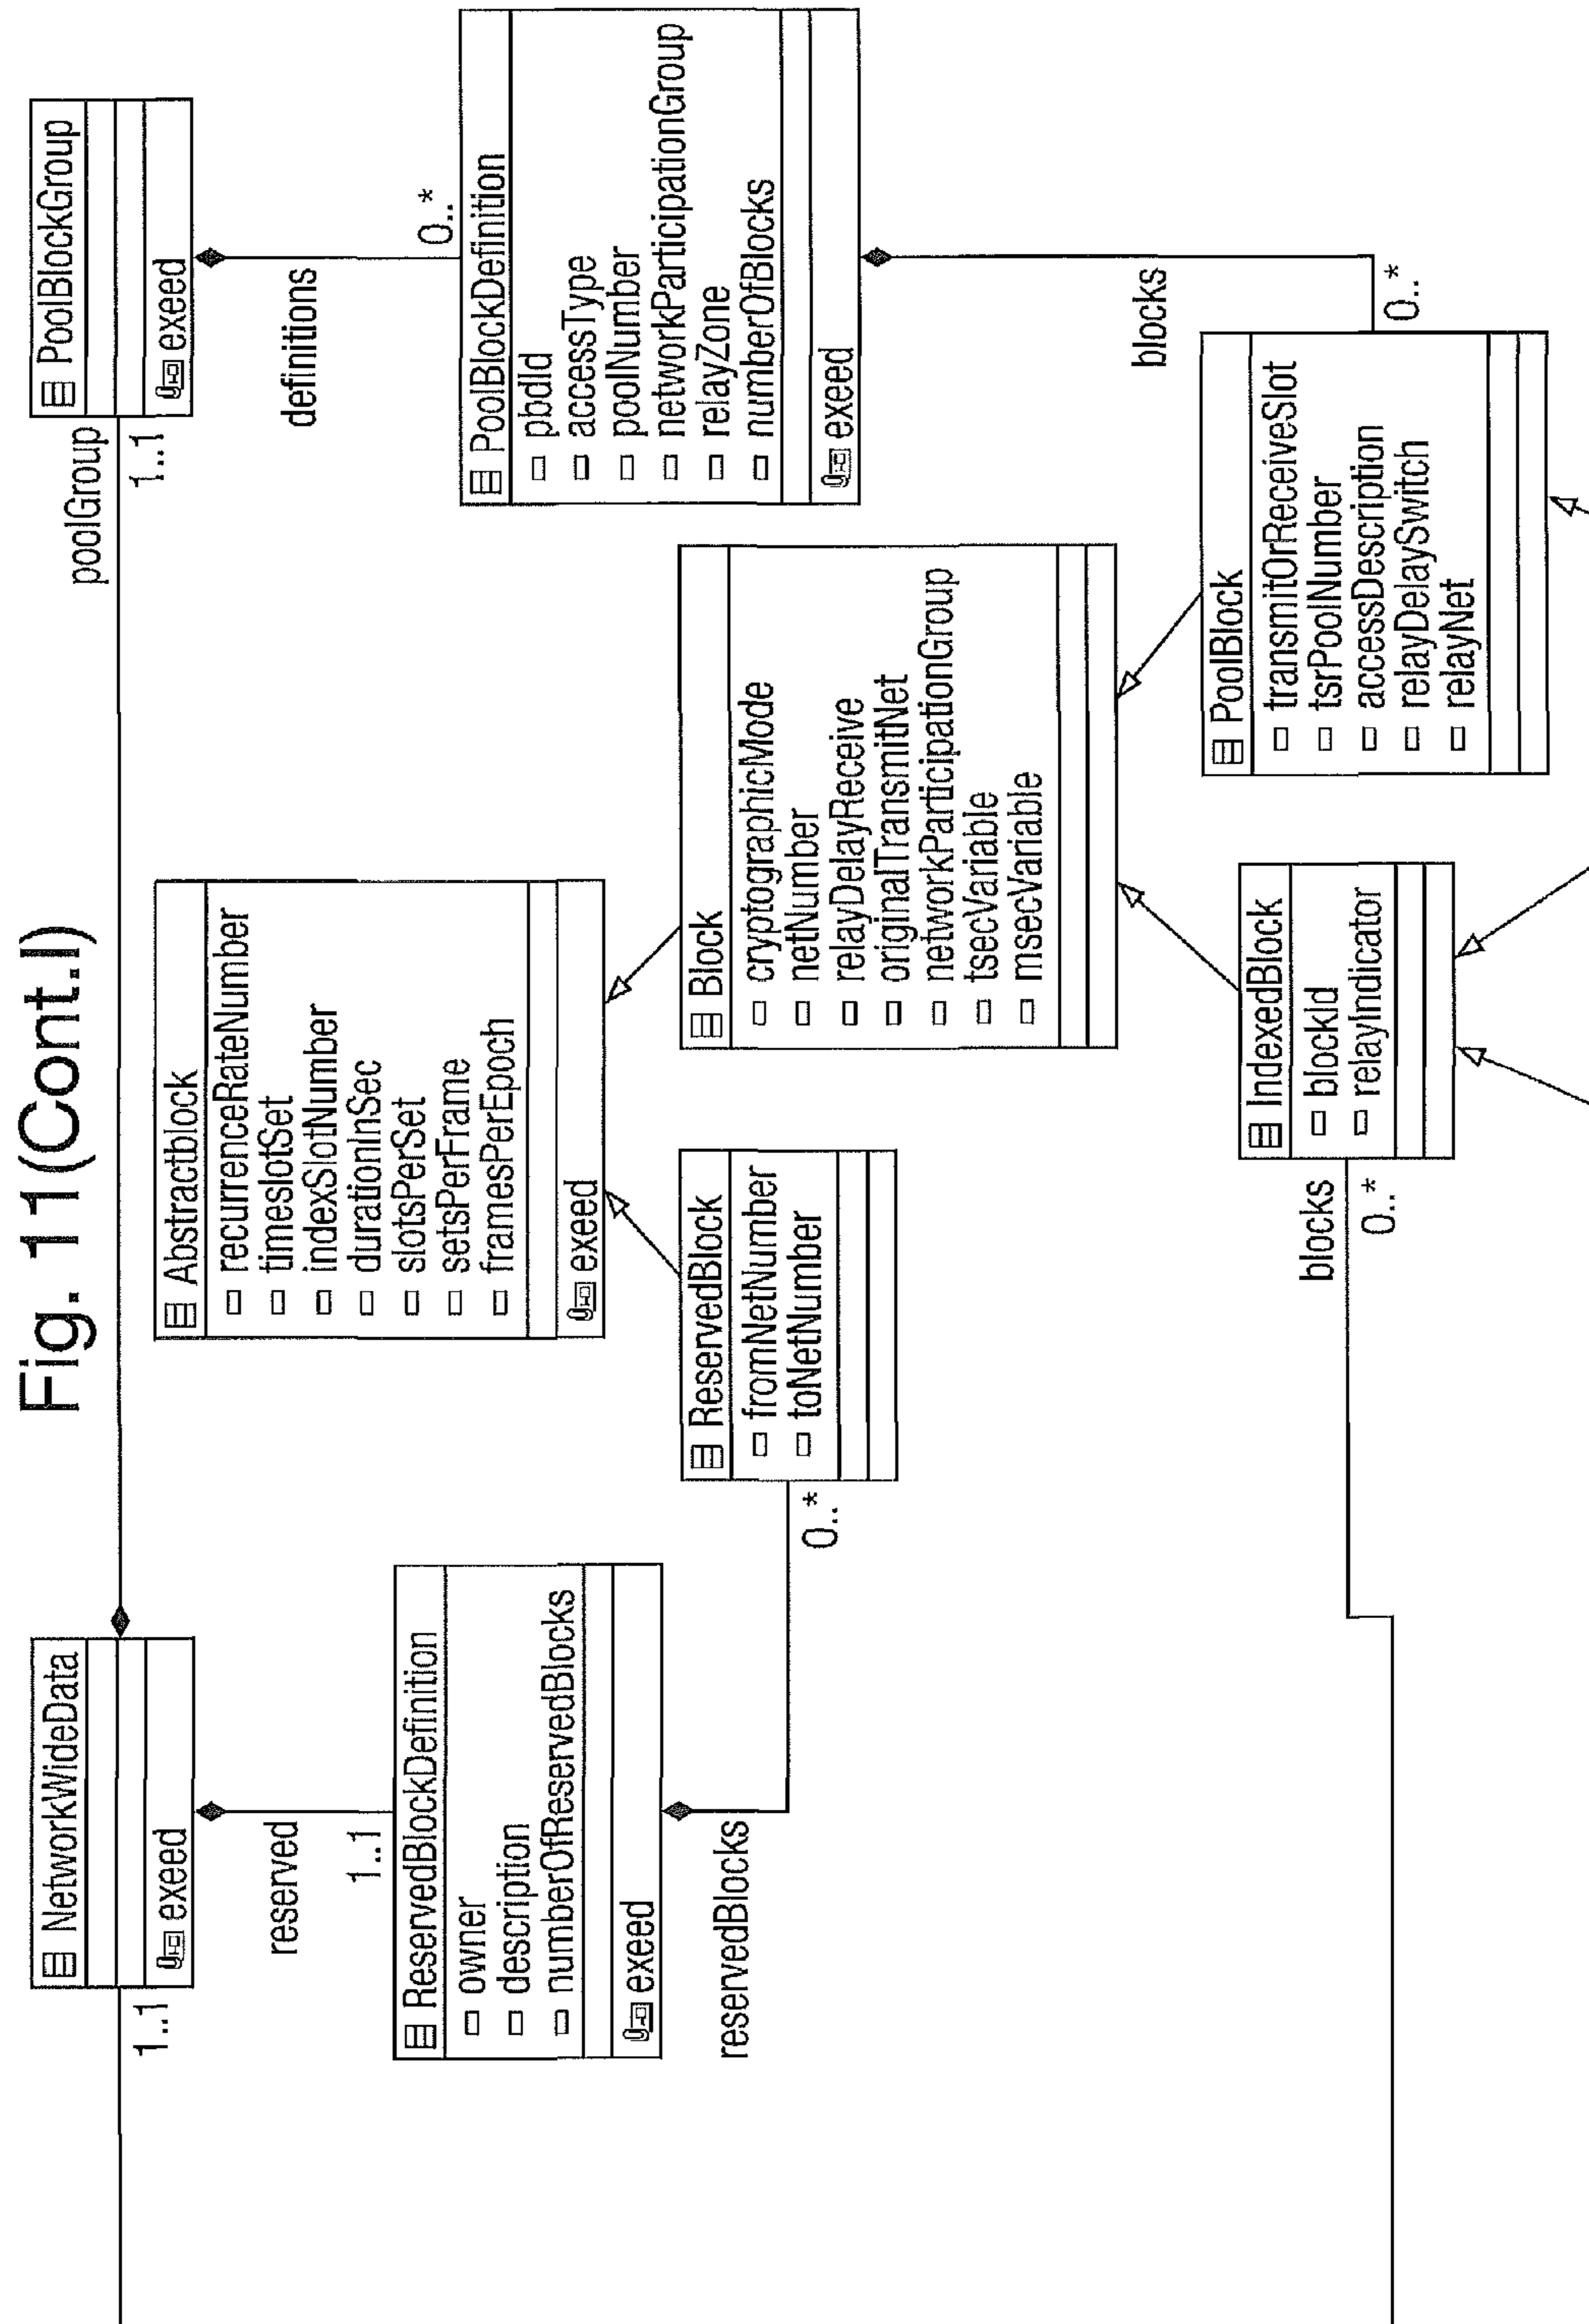 Fig. 11(Cont.I)
NetworkWideData
exeed
1..1
poolGroup
1..1
PoolBlockGroup
exeed
reserved
1..1
ReservedBlockDefinition
owner
description
numberOfReservedBlocks
exeed
reservedBlocks
0..*
ReservedBlock
fromNetNumber
toNetNumber
Abstractblock
recurrenceRateNumber
timeslotSet
indexSlotNumber
durationInSec
slotsPerSet
setsPerFrame
framesPerEpoch
exeed
definitions
0..*
PoolBlockDefinition
pbdId
accessType
poolNumber
networkParticipationGroup
relayZone
numberOfBlocks
exeed
Block
cryptographicMode
netNumber
relayDelayReceive
originalTransmitNet
networkParticipationGroup
tsecVariable
msecVariable
blocks
0..*
IndexedBlock
blockId
relayIndicator
blocks
0..*
PoolBlock
transmitOrReceiveSlot
tsrPoolNumber
accessDescription
relayDelaySwitch
relayNet